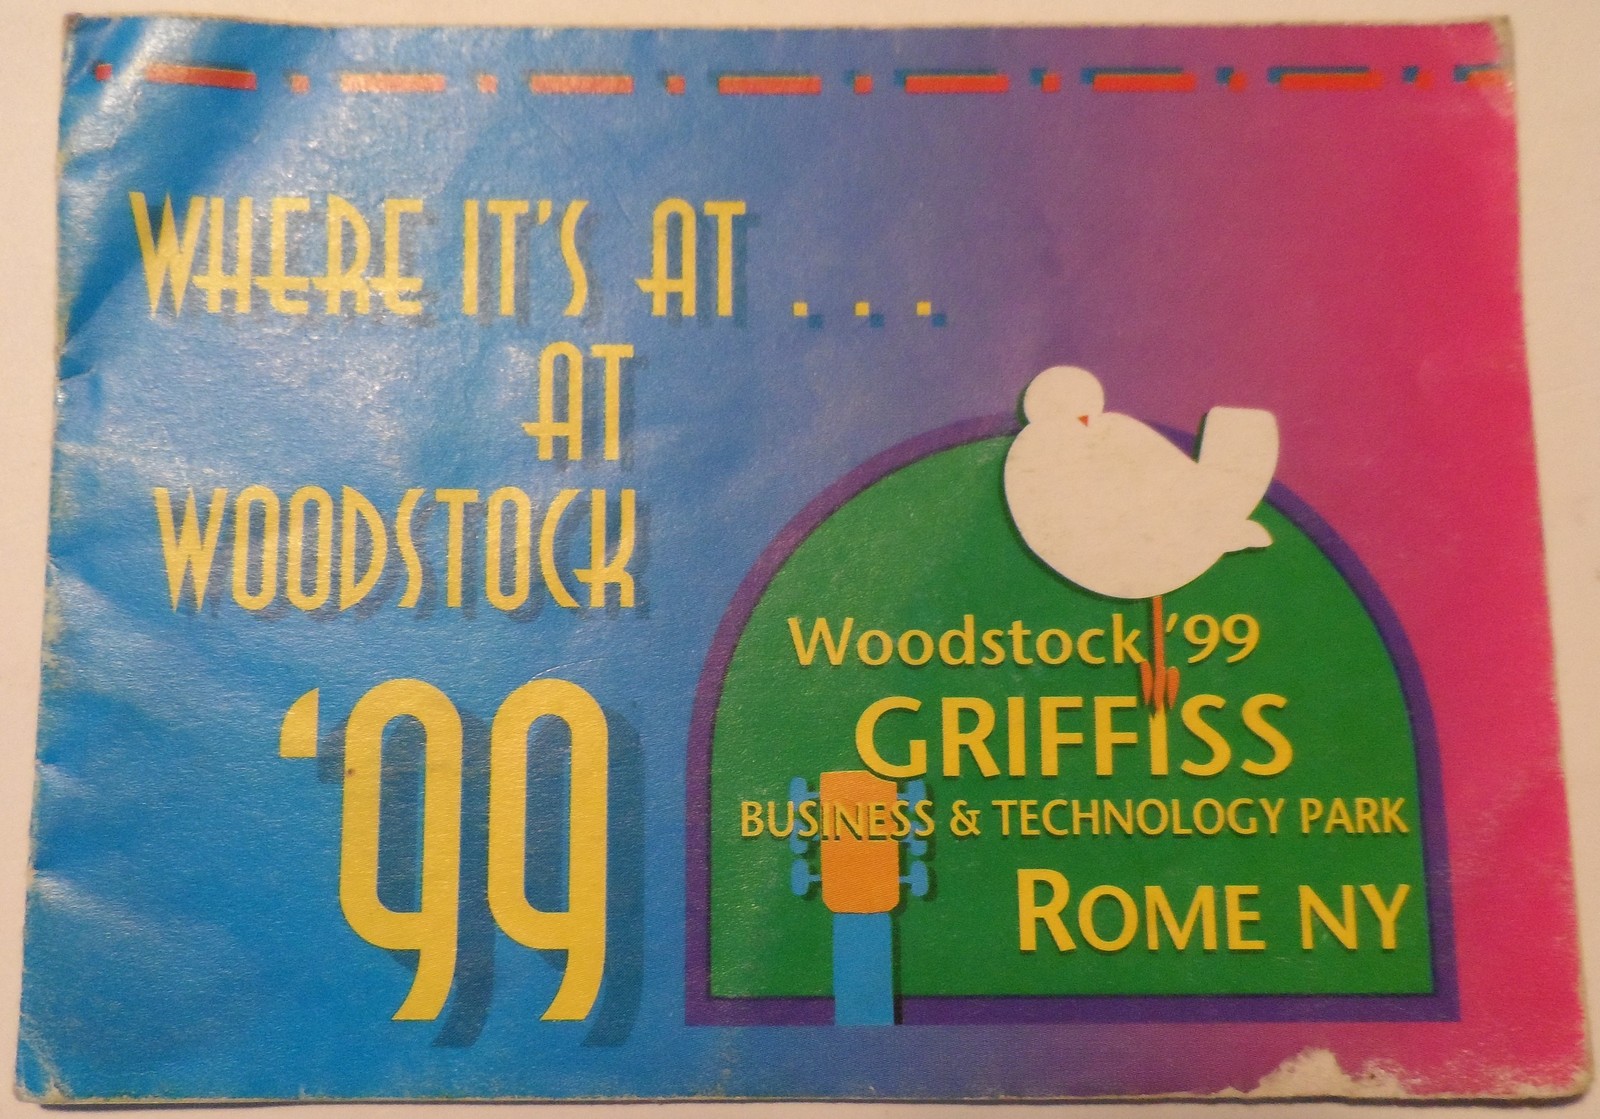 WHERE IT'S AT . . .
AT
WOODSTOCK
'99
Woodstock '99
GRIFFISS
BUSINESS & TECHNOLOGY PARK
ROME NY